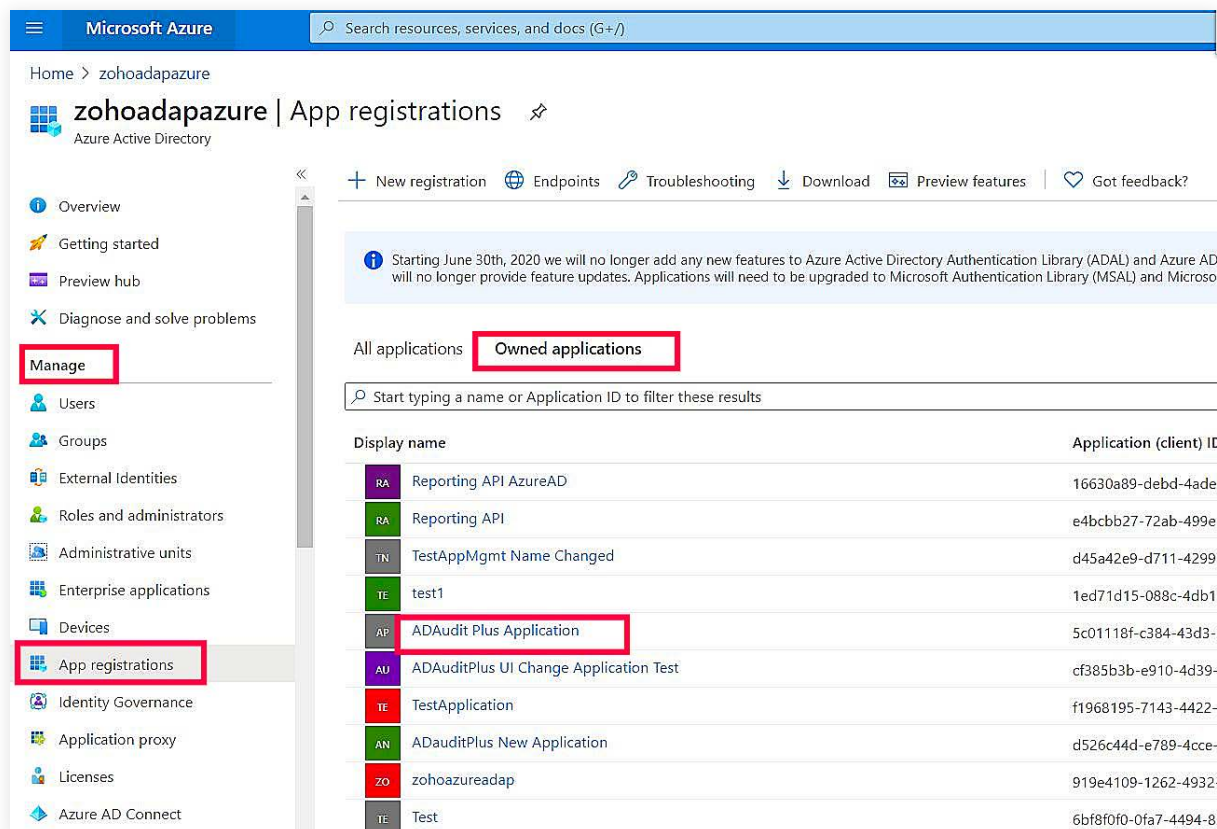 Microsoft Azure
Search resources, services, and docs (G+/)
Home > zohoadapazure
zohoadapazure | App registrations
Azure Active Directory
«
New registration Endpoints Troubleshooting Download Preview features Got feedback?
Overview
Getting started
Preview hub
Diagnose and solve problems
Manage
Users
Groups
External Identities
Roles and administrators
Administrative units
Enterprise applications
Devices
App registrations
Identity Governance
Application proxy
Licenses
Azure AD Connect
Starting June 30th, 2020 we will no longer add any new features to Azure Active Directory Authentication Library (ADAL) and Azure AD
will no longer provide feature updates. Applications will need to be upgraded to Microsoft Authentication Library (MSAL) and Microso
All applications Owned applications
Start typing a name or Application ID to filter these results
Display name Application (client) ID
RA Reporting API AzureAD 16630a89-debd-4ade
RA Reporting API e4bcbb27-72ab-499e
TN TestAppMgmt Name Changed d45a42e9-d711-4299
TE test1 1ed71d15-088c-4db1
AP ADAudit Plus Application 5c01118f-c384-43d3-
AU ADAuditPlus UI Change Application Test cf385b3b-e910-4d39-
TE TestApplication f1968195-7143-4422-
AN ADauditPlus New Application d526c44d-e789-4cce-
ZO zohoazureadap 919e4109-1262-4932-
TE Test 6bf8f0f0-0fa7-4494-8